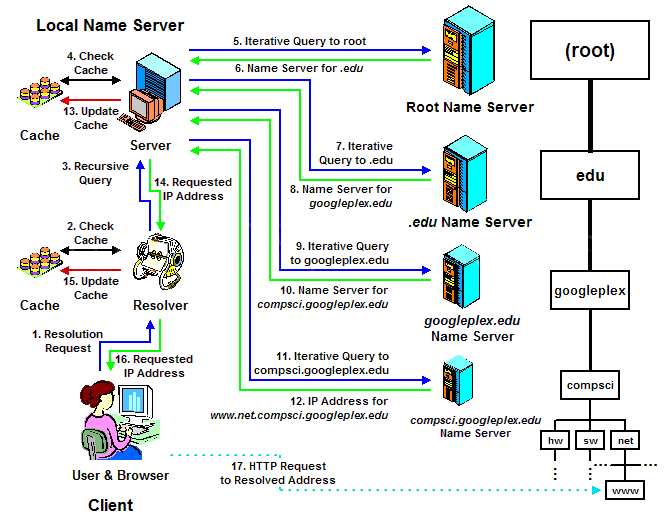 Local Name Server
4. Check
Cache
13. Update
Cache
Cache
Server
5. Iterative Query to root
6. Name Server for .edu
Root Name Server
7. Iterative
Query to .edu
8. Name Server for
googleplex.edu
.edu Name Server
3. Recursive
Query
14. Requested
IP Address
2. Check
Cache
15. Update
Cache
Cache
Resolver
9. Iterative Query
to googleplex.edu
10. Name Server for
compsci.googleplex.edu
googleplex.edu
Name Server
1. Resolution
Request
16. Requested
IP Address
11. Iterative Query to
compsci.googleplex.edu
12. IP Address for
www.net.compsci.googleplex.edu
compsci.googleplex.edu
Name Server
User & Browser
Client
17. HTTP Request
to Resolved Address
(root)
edu
googleplex
compsci
hw
sw
net
www